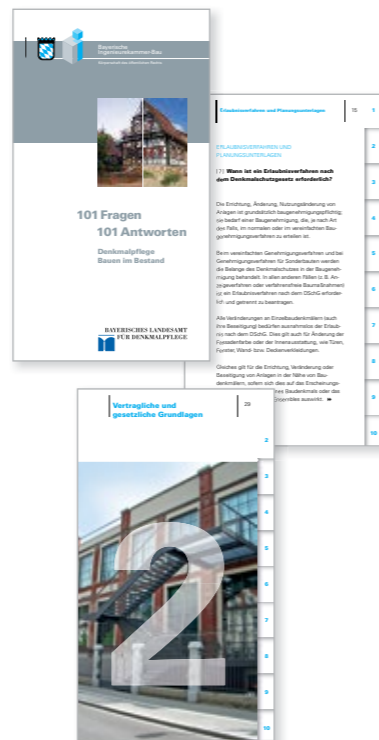 Bayerische
Ingenieurekammer-Bau
Körperschaft des öffentlichen Rechts
101 Fragen
101 Antworten
Denkmalpflege
Bauen im Bestand
BAYERISCHES LANDESAMT
FÜR DENKMALPFLEGE
Erlaubnisverfahren und Planungsunterlagen
15
1
ERLAUBNISVERFAHREN UND
PLANUNGSUNTERLAGEN
[7] Wann ist ein Erlaubnisverfahren nach
dem Denkmalschutzgesetz erforderlich?
Die Errichtung, Änderung, Nutzungsänderung von
Anlagen ist grundsätzlich baugenehmigungspflichtig;
sie bedarf einer Baugenehmigung, die, je nach Art
des Falls, im normalen oder im vereinfachten Bau-
genehmigungsverfahren zu erteilen ist.
Beim vereinfachten Genehmigungsverfahren und bei
Genehmigungsverfahren für Sonderbauten werden
die Belange des Denkmalschutzes in der Baugeneh-
migung behandelt. In allen anderen Fällen (z. B. An-
zeigeverfahren oder verfahrensfreie Baumaßnahmen)
ist ein Erlaubnisverfahren nach dem DSchG erforder-
lich und getrennt zu beantragen.
Alle Veränderungen an Einzelbaudenkmälern (auch
ihre Beseitigung) bedürfen ausnahmslos der Erlaub-
nis nach dem DSchG. Dies gilt auch für Änderung der
Fassadenfarbe oder der Innenausstattung, wie Türen,
Fenster, Wand- bzw. Deckenverkleidungen.
Gleiches gilt für die Errichtung, Veränderung oder
Beseitigung von Anlagen in der Nähe von Bau-
denkmälern, sofern sich dies auf das Erscheinungs-
eines Baudenkmals oder das
Ensembles auswirkt.
2
3
4
5
6
7
8
9
10
Vertragliche und
gesetzliche Grundlagen
29
2
2
3
4
5
6
7
8
9
10